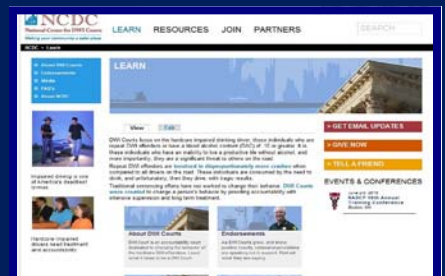 NCDC
National Center for DWI Courts
LEARN RESOURCES JOIN PARTNERS
SEARCH
NCDC • Learn
About DWI Courts
Endorsements
Media
FAQ's
About NCDC
LEARN
View Edit
DWI Courts focus on the hardcore impaired driving driver, those individuals who are
repeat DWI offenders or have a blood alcohol content (BAC) of .15 or greater. It is
these individuals who have an inability to live a productive life without alcohol, and
more importantly, they are a significant threat to others on the road.
Repeat DWI offenders are involved in disproportionately more crashes when
compared to all drivers on the road. These individuals are consumed by the need to
drink, and unfortunately, then they drive, with tragic results.
Traditional sentencing efforts have not worked to change their behavior. DWI Courts
were created to change a person's behavior by providing accountability with
intensive supervision and long term treatment.
Impaired driving is one
of America's deadliest
crimes
Hardcore impaired
drivers need treatment
and accountability
> GET EMAIL UPDATES
> GIVE NOW
> TELL A FRIEND
EVENTS & CONFERENCES
Training Conference
About DWI Courts
Endorsements